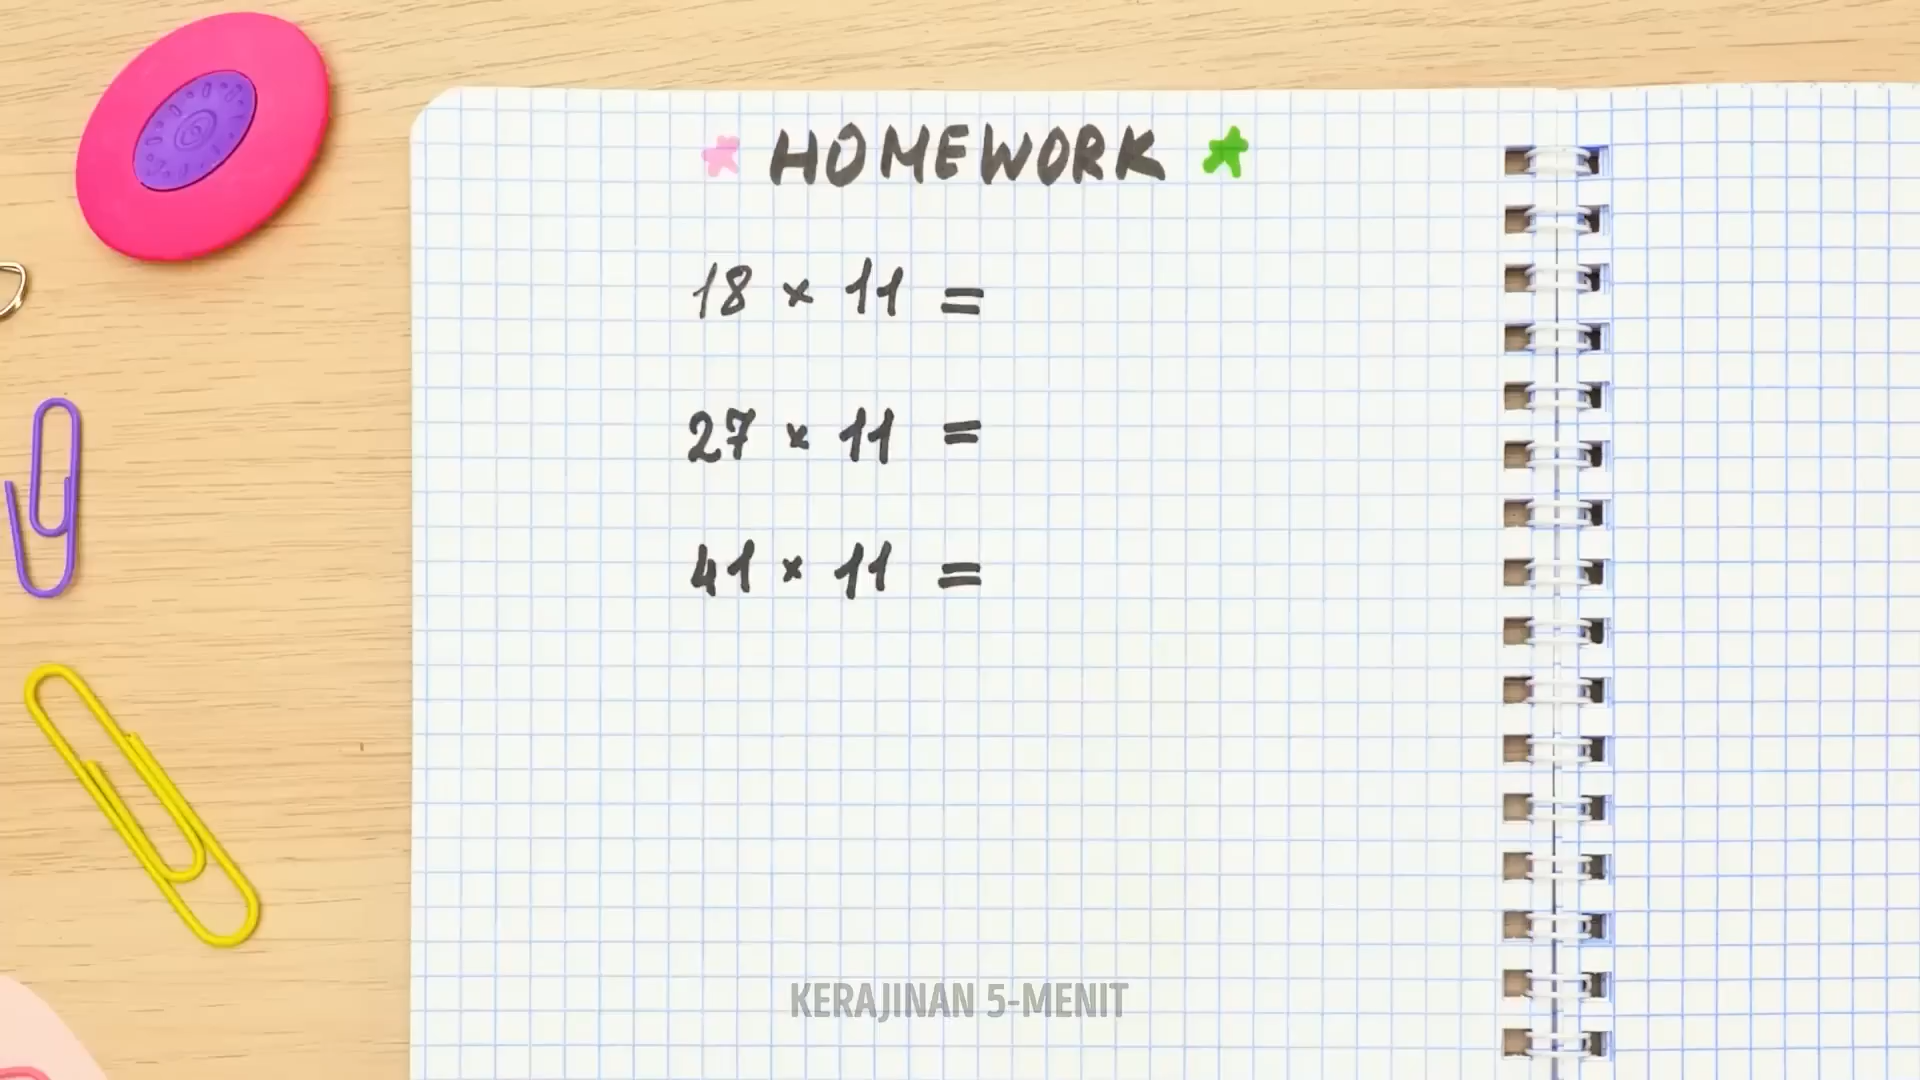 HOMEWORK
18 × 11 =
27 × 11 =
41 × 11 =
KERAJINAN 5-MENIT